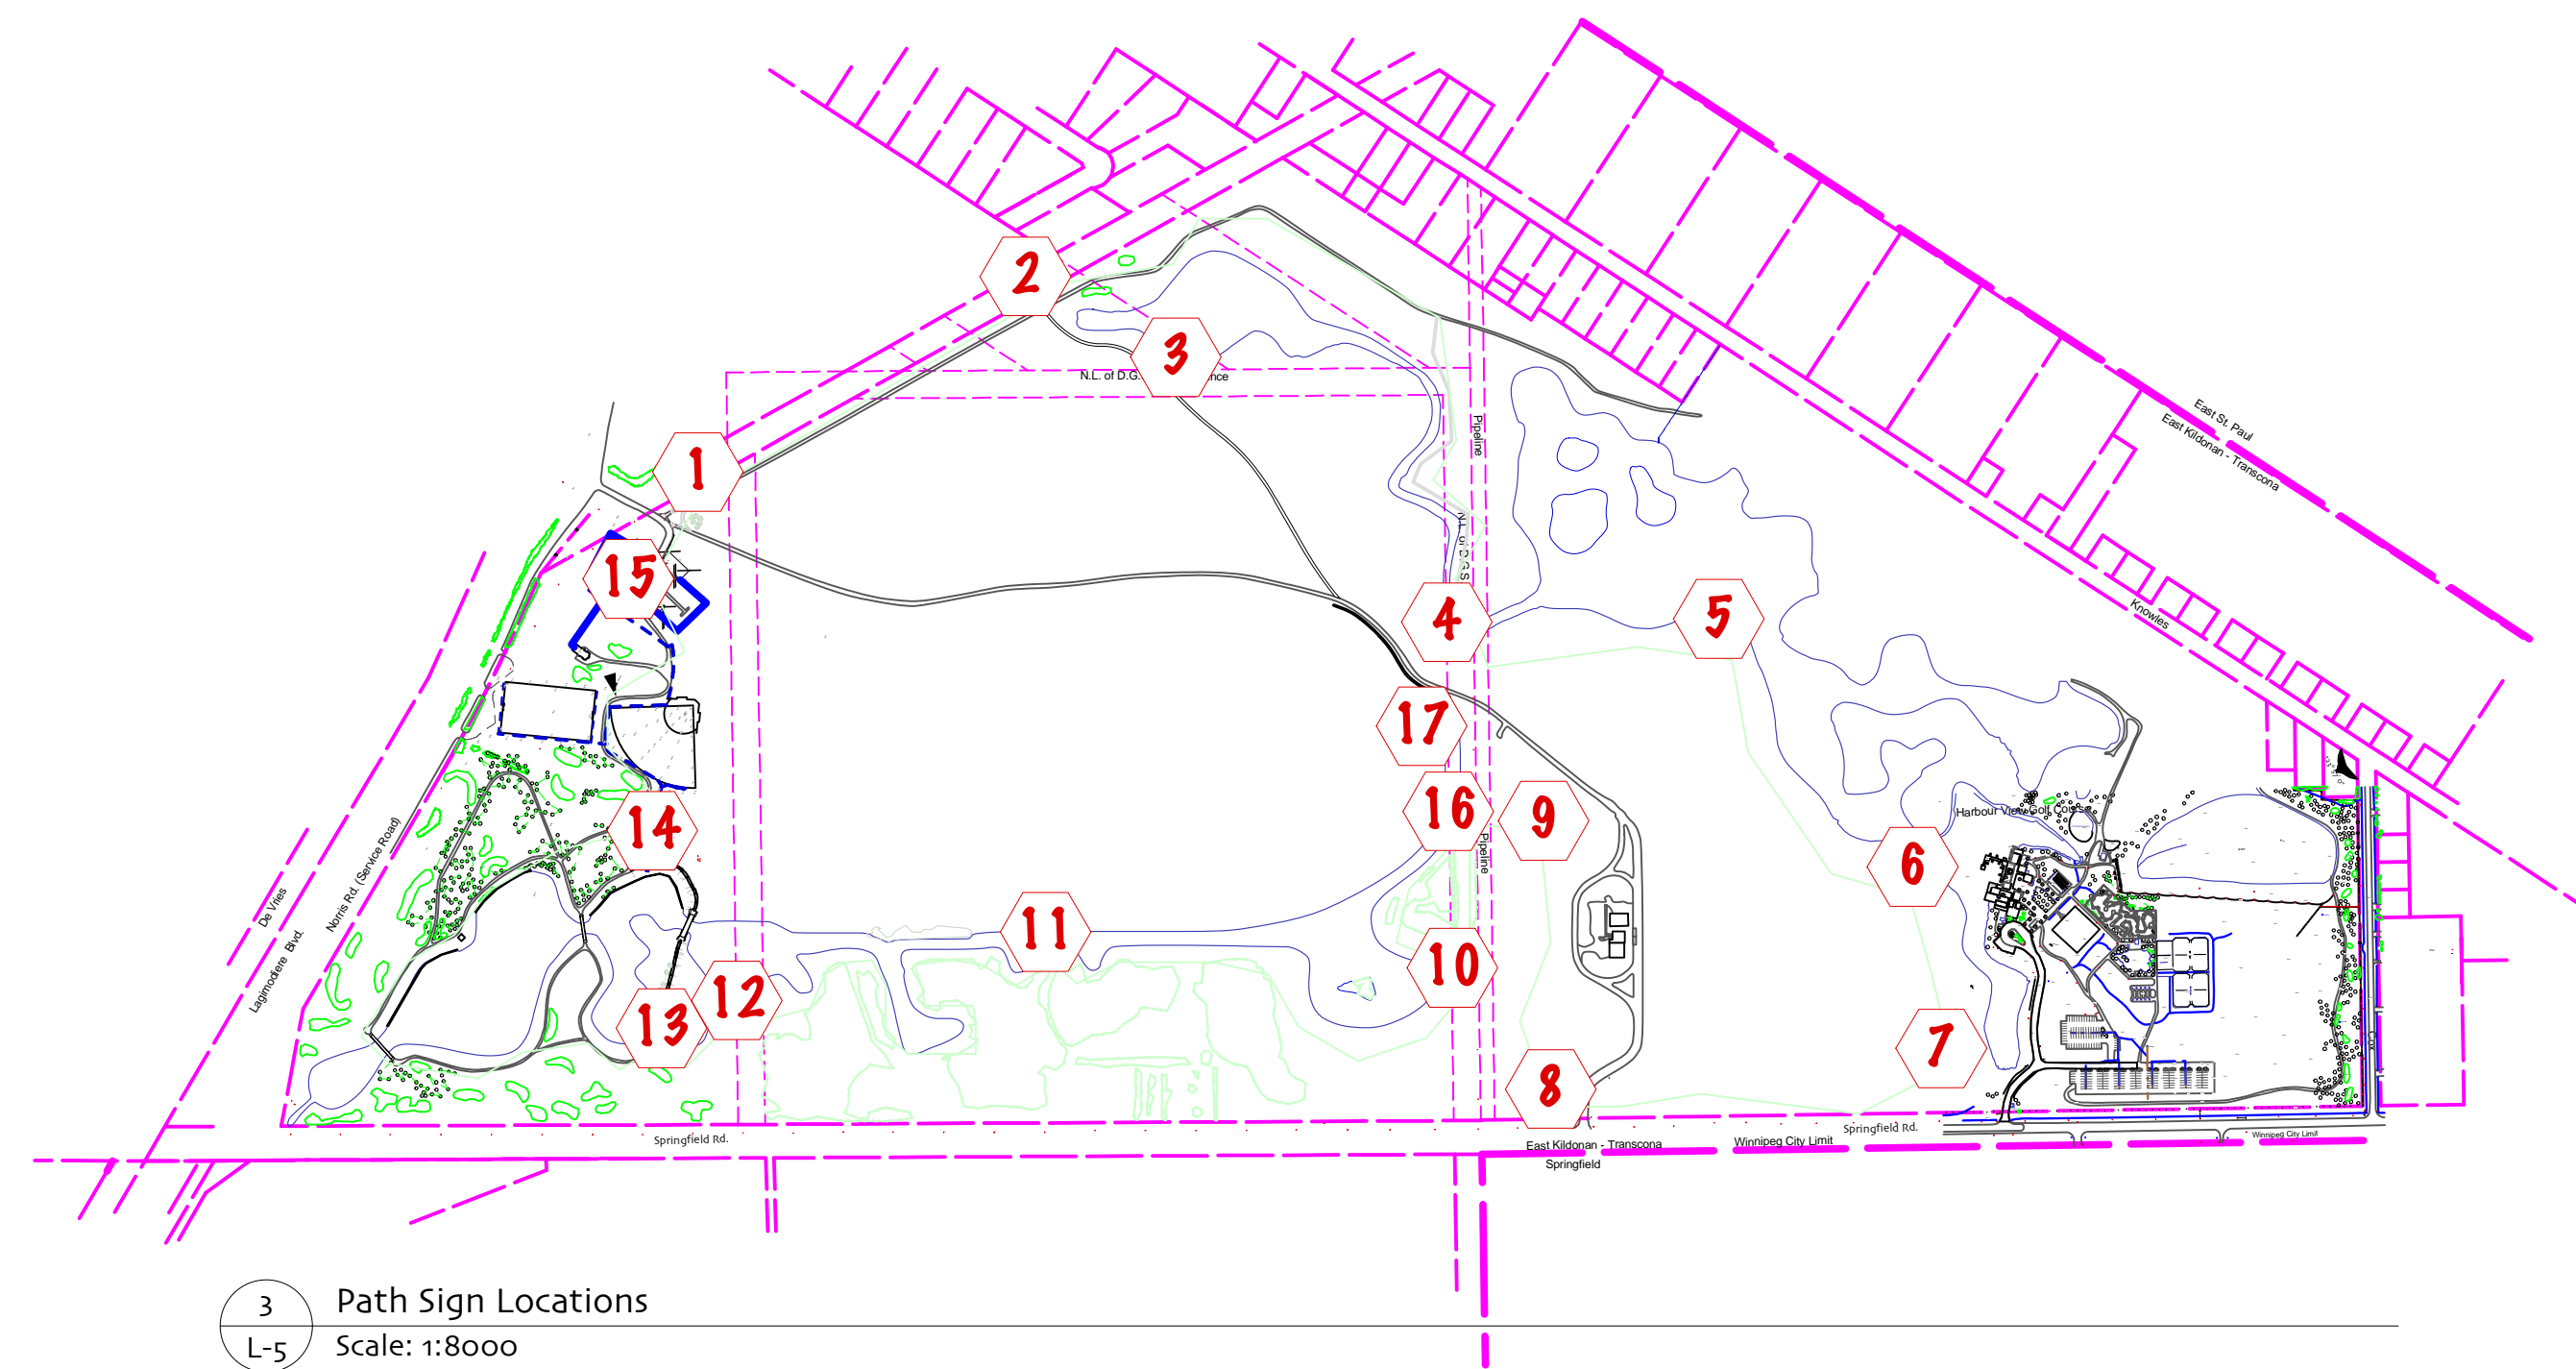 2
3
N.L. of D.G.
nce
Pipeline
East St. Paul
East Kildonan - Transcona
1
N.L. of D.G.S
15
4
5
Knowles
17
16
9
Pipeline
14
Harbour View Golf Course
6
Norris Rd. (Service Road)
De Vries
Lagimodiere Blvd.
11
10
12
13
7
8
Springfield Rd.
Springfield Rd.
East Kildonan - Transcona
Winnipeg City Limit
Winnipeg City Limit
Springfield
3
Path Sign Locations
L-5
Scale: 1:8000